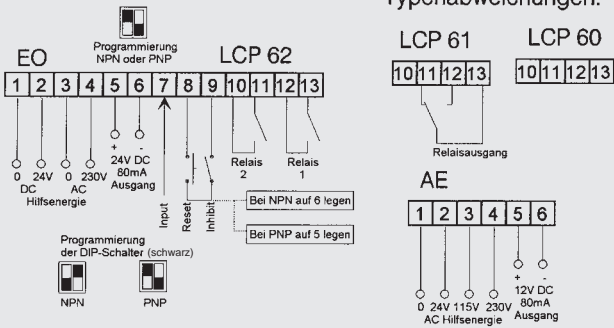 Typenabweichungen:
Programmierung
NPN oder PNP
EO
LCP 62
1 2 3 4 5 6 7 8 9 10 11 12 13
0 24V 0 230V
DC AC
Hilfsenergie
+ -
24V DC
80mA
Ausgang
Input
Reset
Inhibit
Relais
2
Relais
1
Bei NPN auf 6 legen
Bei PNP auf 5 legen
Programmierung
der DIP-Schalter (schwarz)
NPN
PNP
LCP 61
10 11 12 13
Relaisausgang
LCP 60
10 11 12 13
AE
1 2 3 4 5 6
0 24V 115V 230V
AC Hilfsenergie
+ -
12V DC
80mA
Ausgang